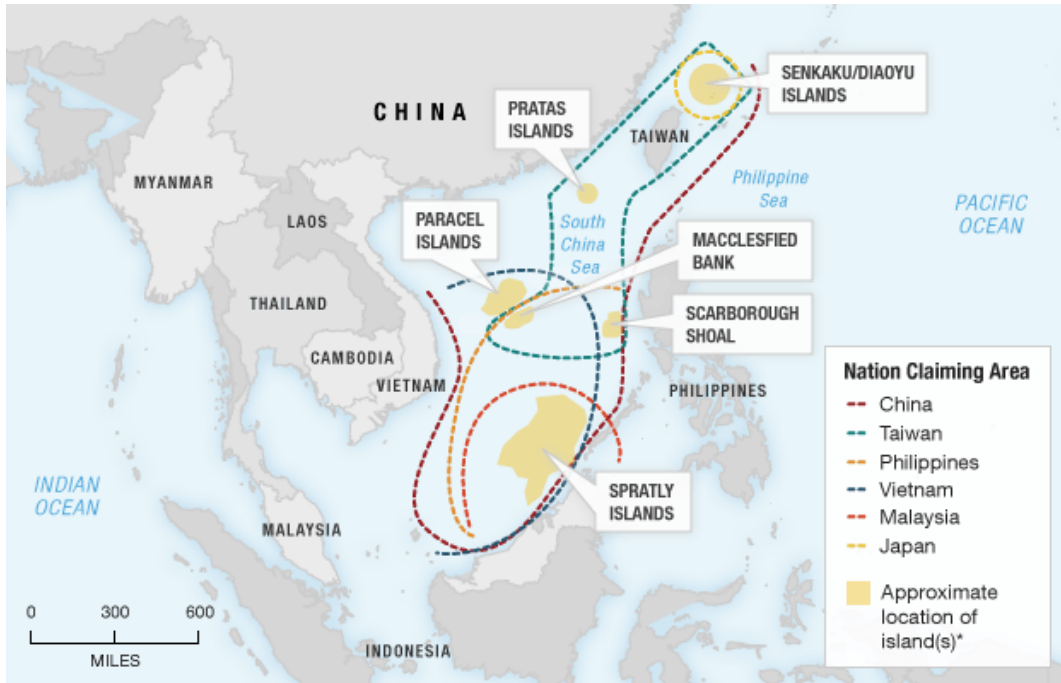 CHINA
SENKAKU/DIAOYU
ISLANDS
PRATAS
ISLANDS
TAIWAN
MYANMAR
Philippine
Sea
PACIFIC
OCEAN
LAOS
PARACEL
ISLANDS
South
China
Sea
MACCLESFIED
BANK
THAILAND
SCARBOROUGH
SHOAL
CAMBODIA
VIETNAM
PHILIPPINES
Nation Claiming Area
China
Taiwan
Philippines
Vietnam
Malaysia
Japan
Approximate
location of
island(s)*
INDIAN
OCEAN
SPRATLY
ISLANDS
MALAYSIA
0 300 600
MILES
INDONESIA